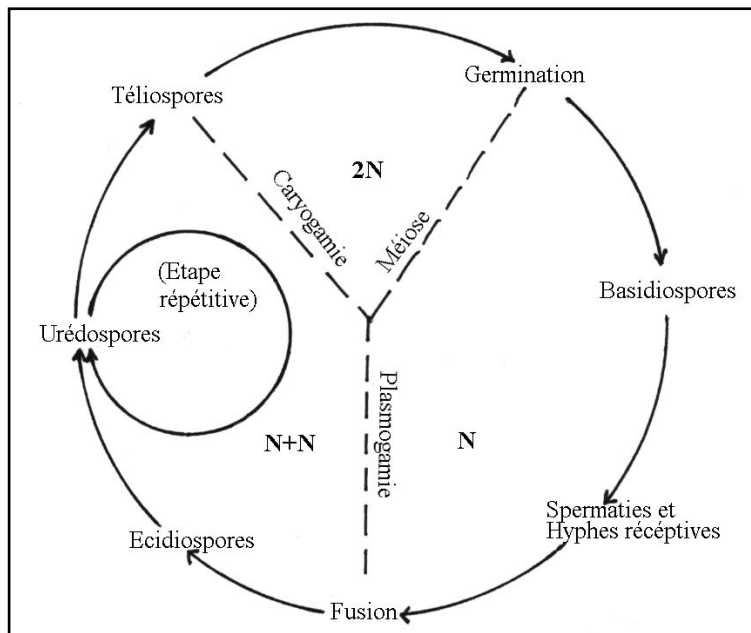 Germination
Téliospores
2N
Caryogamie
Méiose
(Etape
répétitive)
Basidiospores
Urédospores
Plasmogamie
N+N
N
Spermaties et
Hyphes récéptives
Ecidiospores
Fusion